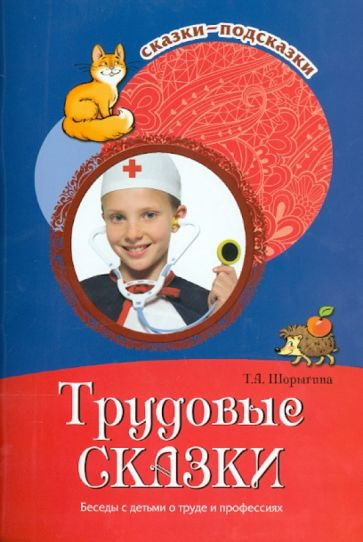 сказки-подсказки
Т.А. Шорыгина
Трудовые
СКАЗКИ
Беседы с детьми о труде и профессиях